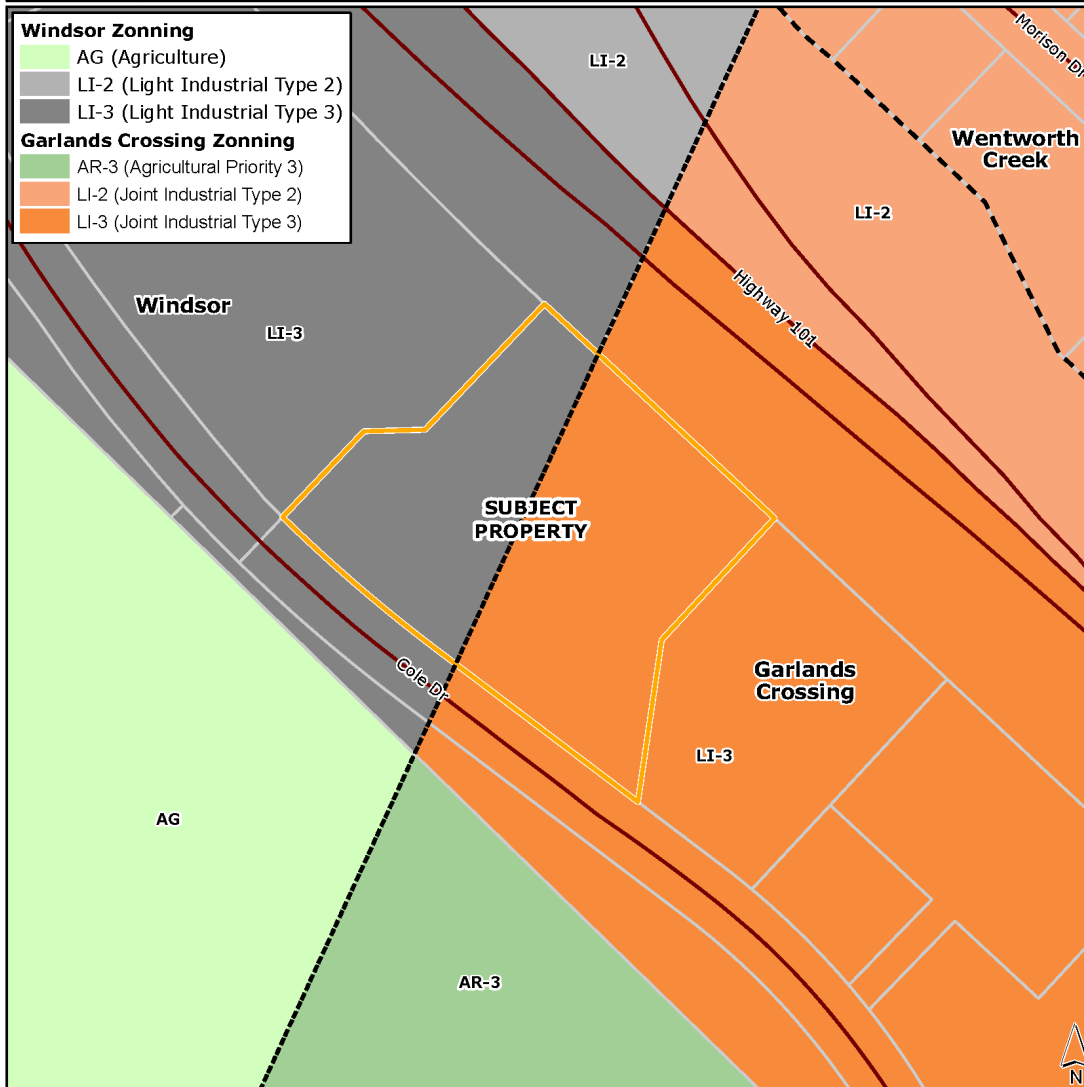 Windsor Zonning
AG (Agriculture)
LI-2 (Light Industrial Type 2)
LI-3 (Light Industrial Type 3)
Garlands Crossing Zonning
AR-3 (Agricultural Priority 3)
LI-2 (Joint Industrial Type 2)
LI-3 (Joint Industrial Type 3)
LI-2
Morison Dr
Wentworth
Creek
LI-2
Highway 101
Windsor
LI-3
SUBJECT
PROPERTY
Cole Dr
Garlands
Crossing
LI-3
AG
AR-3
N